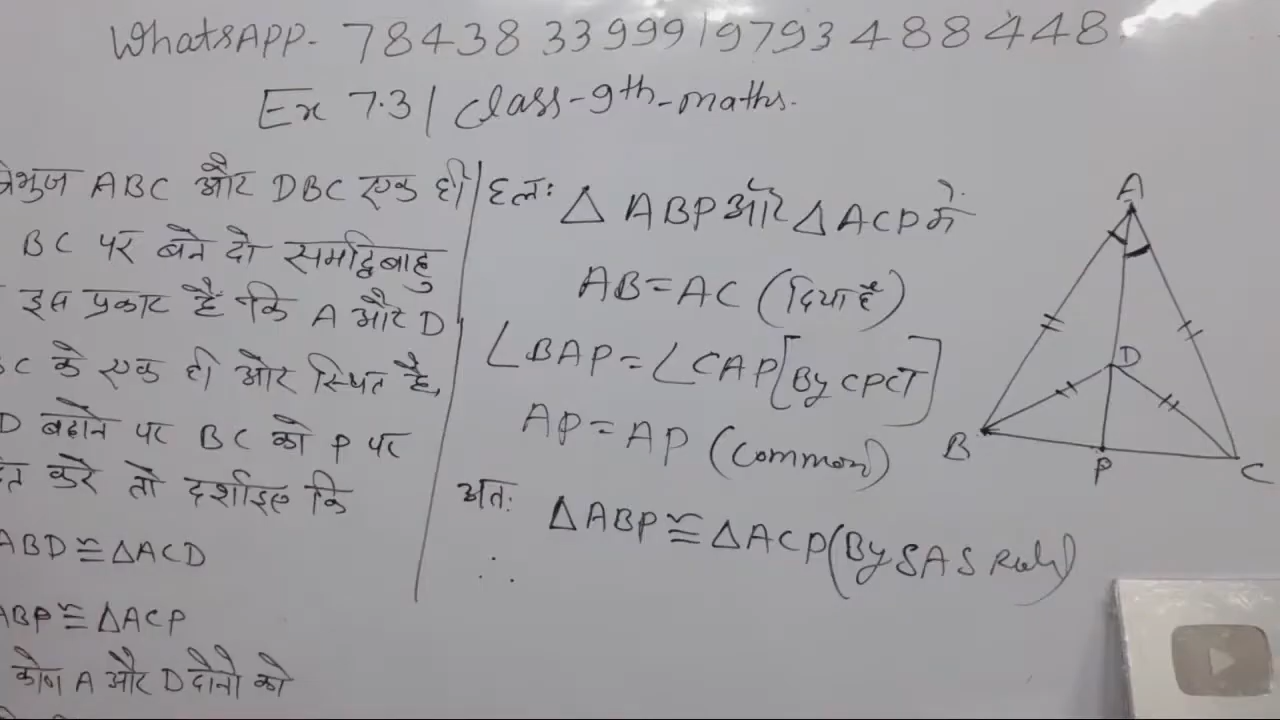 WhatsAPP- 7843833999/9793488448
Ex 7.3/ Class-9th-maths.
ABC और DBC एक ही
BC पर बने दो समद्विबाहु
इस प्रकार है कि A और D
BC के एक ही ओर स्थित है,
D बढ़ाने पर BC को P पर
करे तो दर्शाइए कि
ABD ≅ ΔACD
ABP ≅ ΔACP
कोण A और D दोनो को
हलः Δ ABP और Δ ACP में
AB = AC (दिया है)
∠BAP = ∠CAP [By CPCT]
AP = AP (Common)
अतः ΔABP ≅ ΔACP (By SAS Rule)
∴
A
D
B
P
C